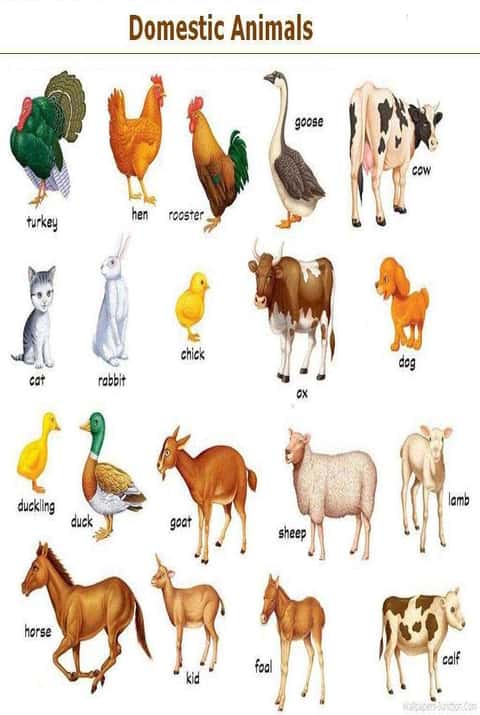 Domestic Animals
goose
cow
turkey
hen
rooster
chick
dog
cat
rabbit
ox
duckling
duck
goat
sheep
lamb
horse
kid
foal
calf
Wallpapers-Junction.Com